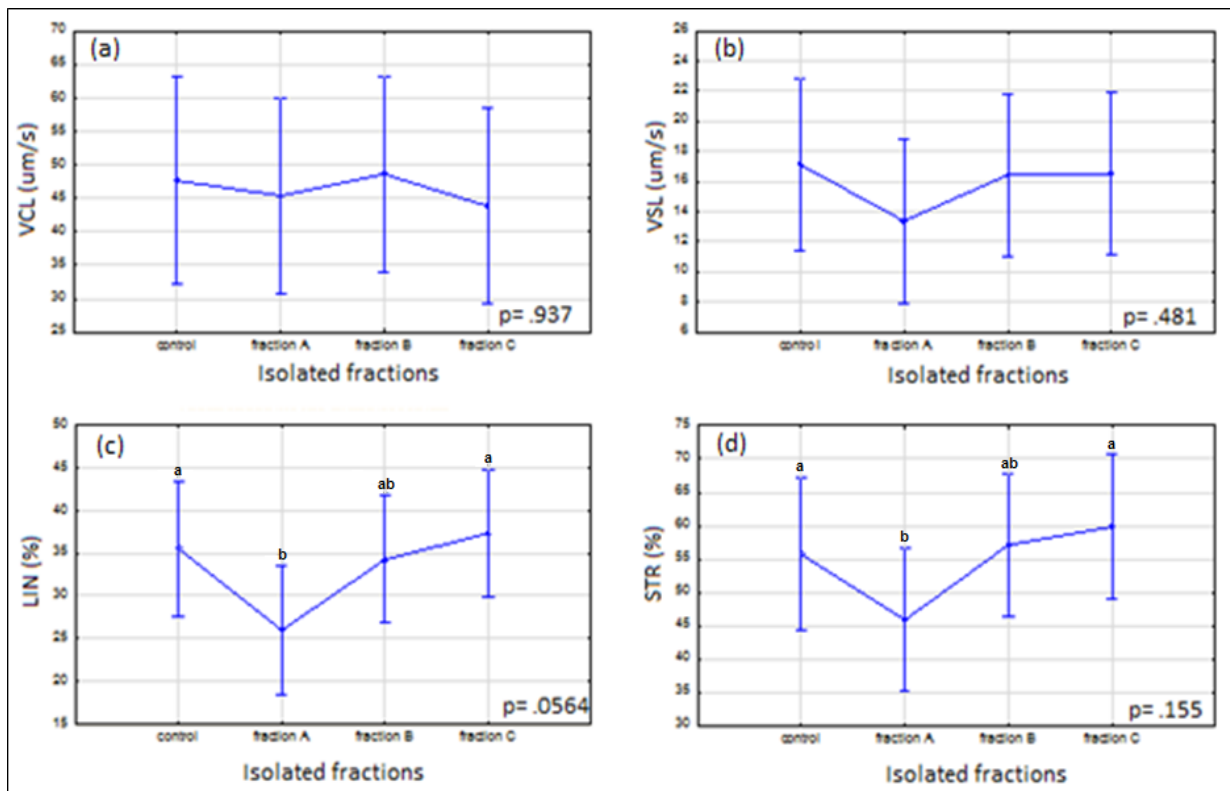 (a)
VCL (um/s)
70
65
60
55
50
45
40
35
30
25
control fraction A fraction B fraction C
p= .937
Isolated fractions
(b)
VSL (um/s)
26
24
22
20
18
16
14
12
10
8
6
control fraction A fraction B fraction C
p= .481
Isolated fractions
(c)
LIN (%)
50
45
40
35
30
25
20
15
a
b
ab
a
control fraction A fraction B fraction C
p= .0564
Isolated fractions
(d)
STR (%)
75
70
65
60
55
50
45
40
35
30
a
b
ab
a
control fraction A fraction B fraction C
p= .155
Isolated fractions